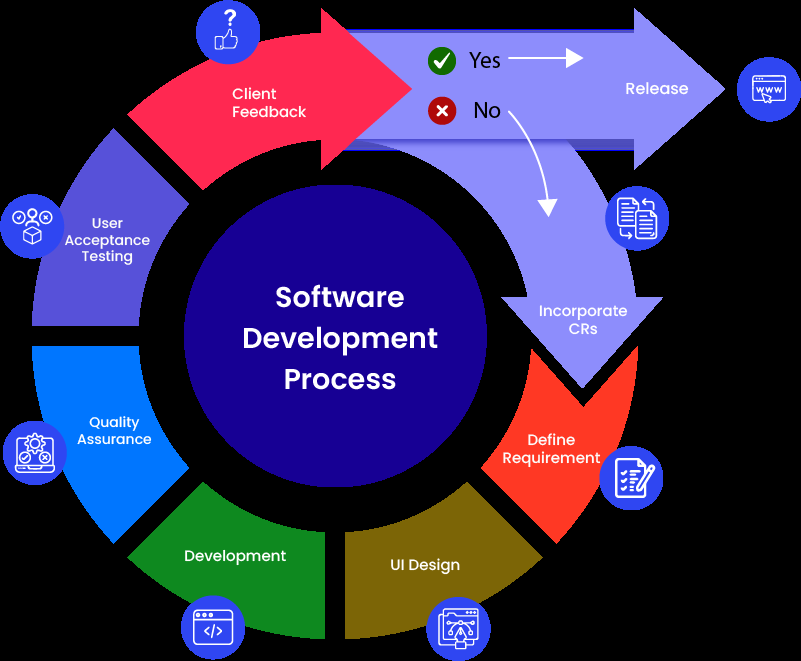 ?
Client
Feedback
Yes
No
Release
WWW
User
Acceptance
Testing
Incorporate
CRs
Software
Development
Process
Quality
Assurance
Define
Requirement
Development
UI Design
</>